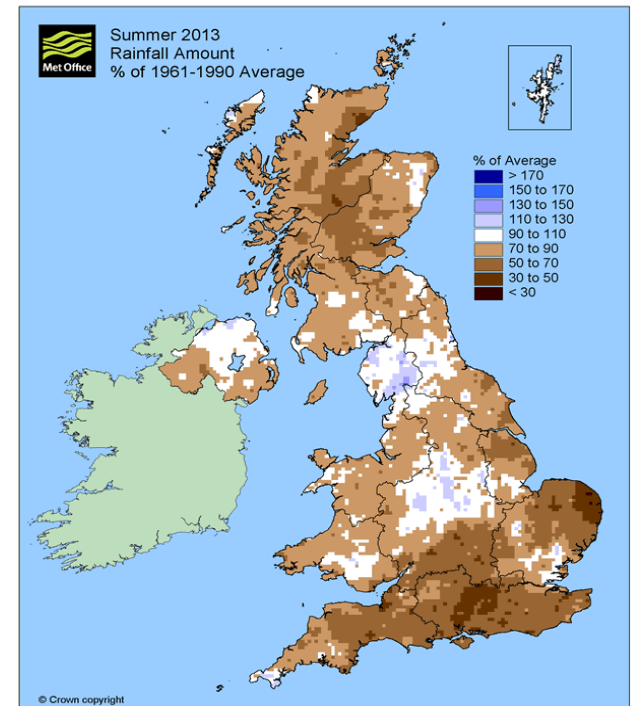 Met Office
Summer 2013
Rainfall Amount
% of 1961-1990 Average
% of Average
> 170
150 to 170
130 to 150
110 to 130
90 to 110
70 to 90
50 to 70
30 to 50
< 30
© Crown copyright